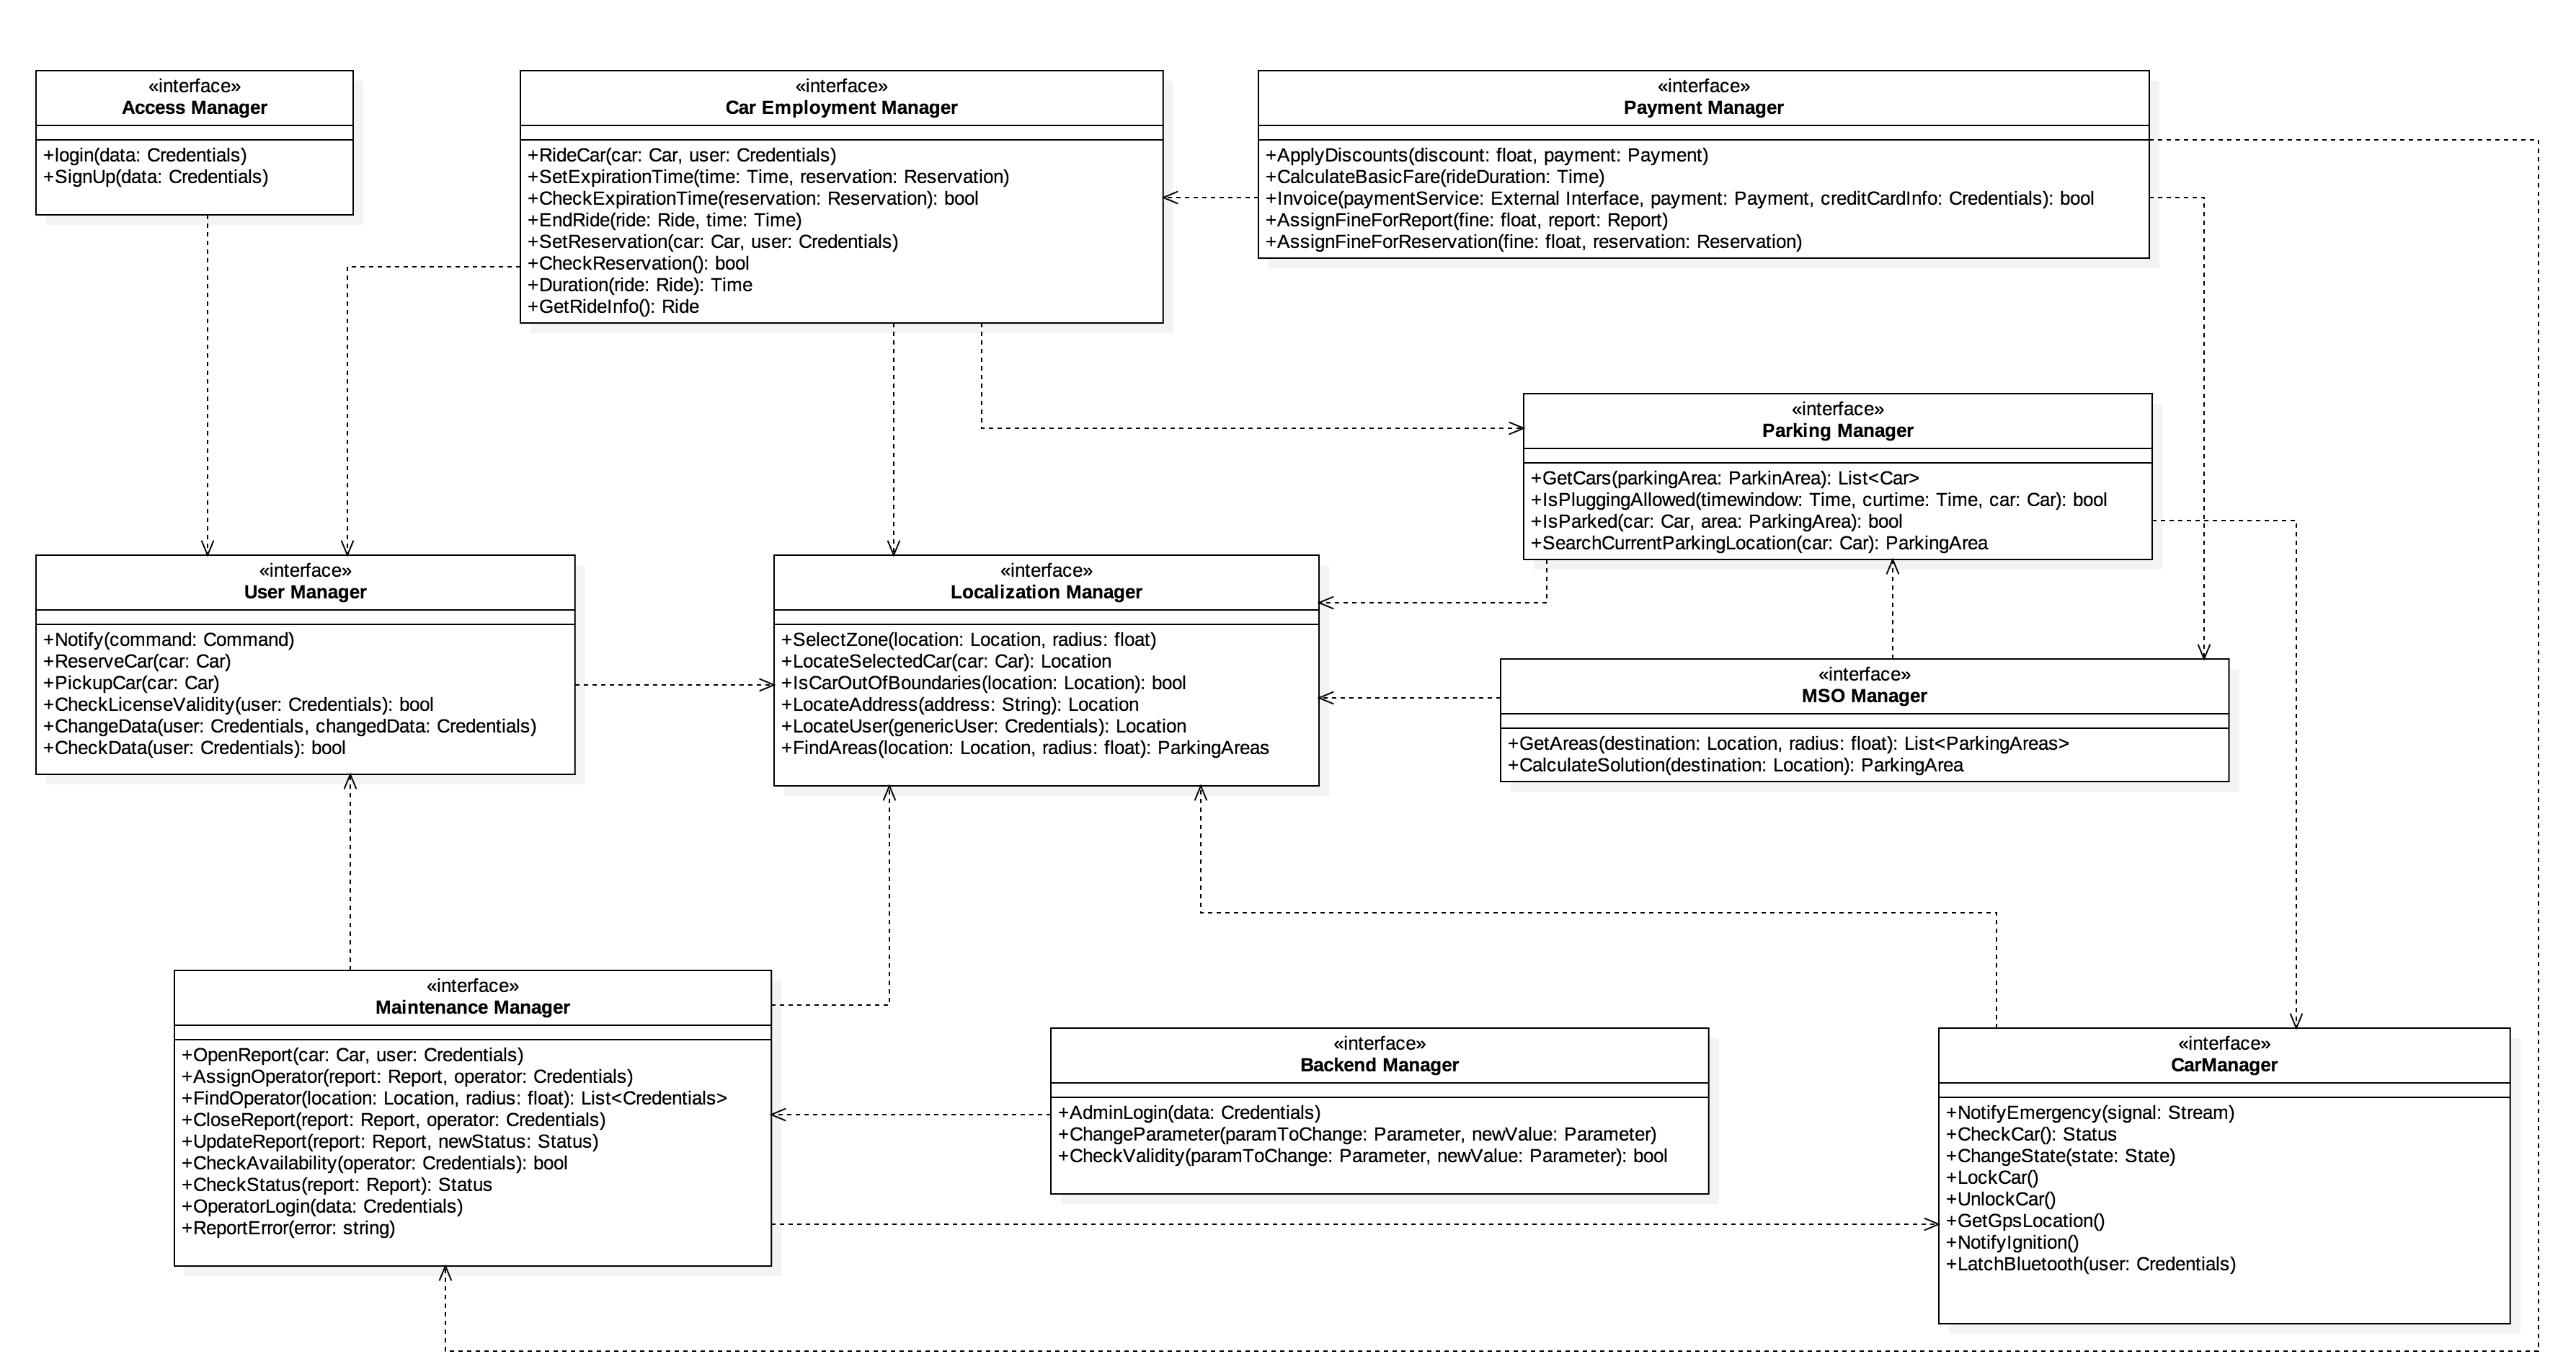 «interface»
Access Manager
+login(data: Credentials)
+SignUp(data: Credentials)
«interface»
Car Employment Manager
+RideCar(car: Car, user: Credentials)
+SetExpirationTime(time: Time, reservation: Reservation)
+CheckExpirationTime(reservation: Reservation): bool
+EndRide(ride: Ride, time: Time)
+SetReservation(car: Car, user: Credentials)
+CheckReservation(): bool
+Duration(ride: Ride): Time
+GetRideInfo(): Ride
«interface»
Payment Manager
+ApplyDiscounts(discount: float, payment: Payment)
+CalculateBasicFare(rideDuration: Time)
+Invoice(paymentService: External Interface, payment: Payment, creditCardInfo: Credentials): bool
+AssignFineForReport(fine: float, report: Report)
+AssignFineForReservation(fine: float, reservation: Reservation)
«interface»
Parking Manager
+GetCars(parkingArea: ParkinArea): List<Car>
+IsPluggingAllowed(timewindow: Time, curtime: Time, car: Car): bool
+IsParked(car: Car, area: ParkingArea): bool
+SearchCurrentParkingLocation(car: Car): ParkingArea
«interface»
User Manager
+Notify(command: Command)
+ReserveCar(car: Car)
+PickupCar(car: Car)
+CheckLicenseValidity(user: Credentials): bool
+ChangeData(user: Credentials, changedData: Credentials)
+CheckData(user: Credentials): bool
«interface»
Localization Manager
+SelectZone(location: Location, radius: float)
+LocateSelectedCar(car: Car): Location
+IsCarOutOfBoundaries(location: Location): bool
+LocateAddress(address: String): Location
+LocateUser(genericUser: Credentials): Location
+FindAreas(location: Location, radius: float): ParkingAreas
«interface»
MSO Manager
+GetAreas(destination: Location, radius: float): List<ParkingAreas>
+CalculateSolution(destination: Location): ParkingArea
«interface»
Maintenance Manager
+OpenReport(car: Car, user: Credentials)
+AssignOperator(report: Report, operator: Credentials)
+FindOperator(location: Location, radius: float): List<Credentials>
+CloseReport(report: Report, operator: Credentials)
+UpdateReport(report: Report, newStatus: Status)
+CheckAvailability(operator: Credentials): bool
+CheckStatus(report: Report): Status
+OperatorLogin(data: Credentials)
+ReportError(error: string)
«interface»
Backend Manager
+AdminLogin(data: Credentials)
+ChangeParameter(paramToChange: Parameter, newValue: Parameter)
+CheckValidity(paramToChange: Parameter, newValue: Parameter): bool
«interface»
CarManager
+NotifyEmergency(signal: Stream)
+CheckCar(): Status
+ChangeState(state: State)
+LockCar()
+UnlockCar()
+GetGpsLocation()
+NotifyIgnition()
+LatchBluetooth(user: Credentials)